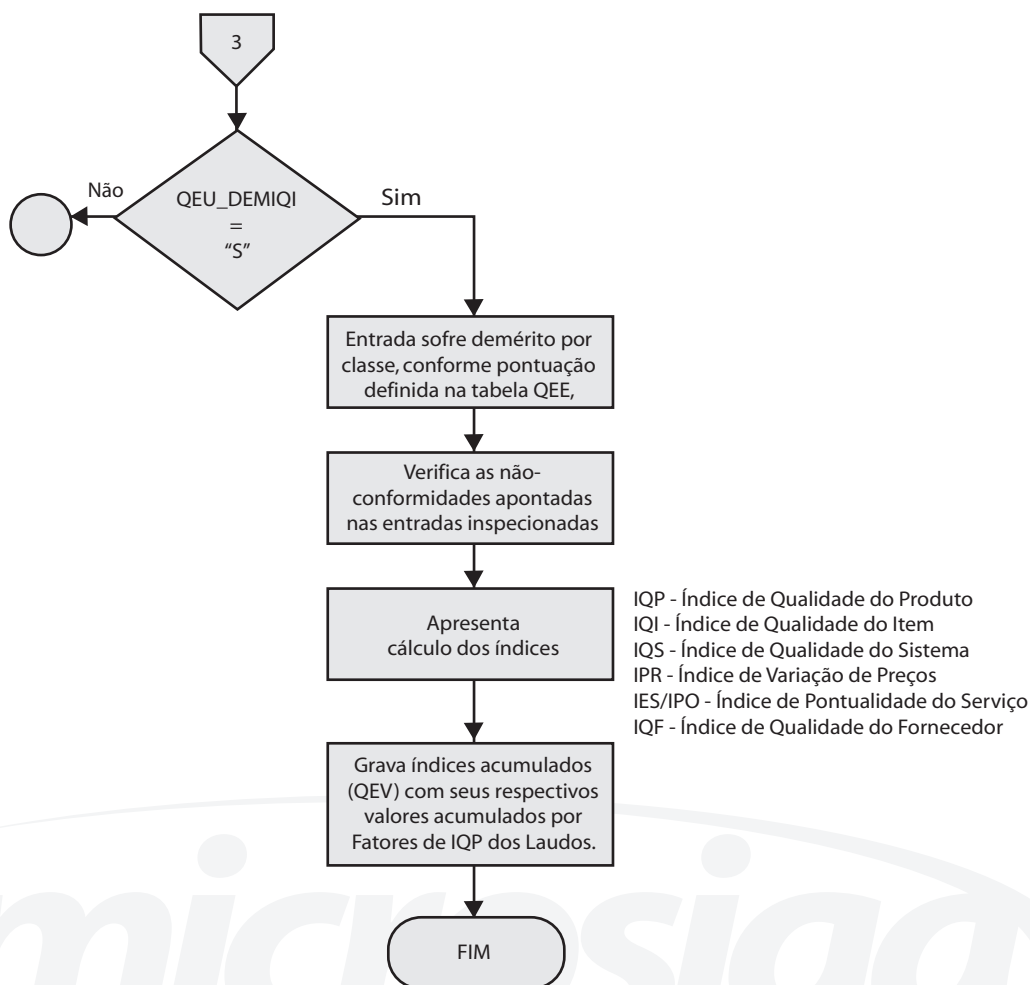 3
Não
QEU_DEMIQI
=
“S”
Sim
Entrada sofre demérito por
classe, conforme pontuação
definida na tabela QEE,
Verifica as não-
conformidades apontadas
nas entradas inspecionadas
Apresenta
cálculo dos índices
IQP - Índice de Qualidade do Produto
IQI - Índice de Qualidade do Item
IQS - Índice de Qualidade do Sistema
IPR - Índice de Variação de Preços
IES/IPO - Índice de Pontualidade do Serviço
IQF - Índice de Qualidade do Fornecedor
Grava índices acumulados
(QEV) com seus respectivos
valores acumulados por
Fatores de IQP dos Laudos.
FIM
microsiga